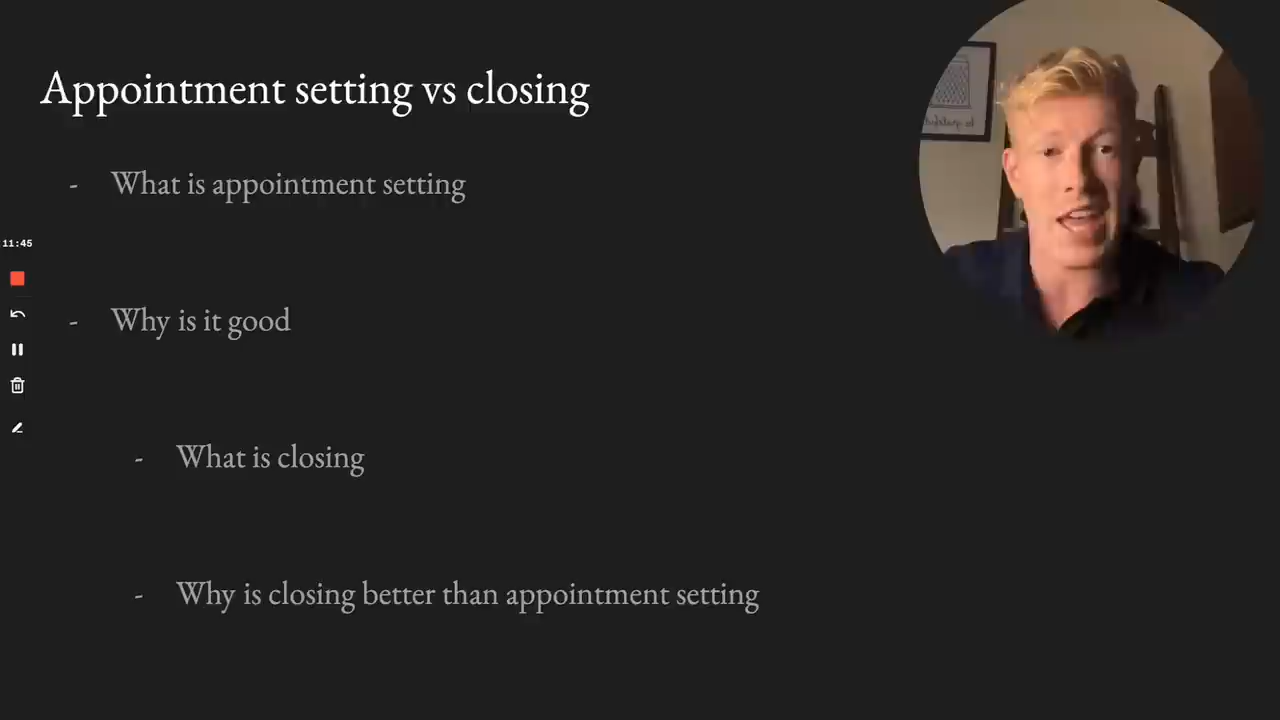 Appointment setting vs closing
- What is appointment setting
11:45
- Why is it good
- What is closing
- Why is closing better than appointment setting